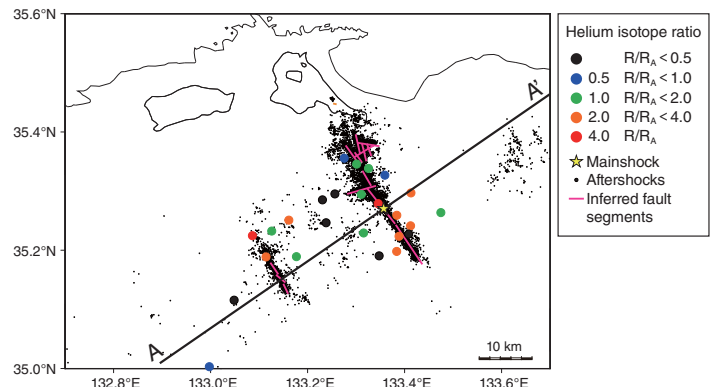 35.6°N
35.4°N
35.2°N
35.0°N
132.8°E
133.0°E
133.2°E
133.4°E
133.6°E
A
A'
10 km
Helium isotope ratio
R/RA < 0.5
0.5 R/RA < 1.0
1.0 R/RA < 2.0
2.0 R/RA < 4.0
4.0 R/RA
Mainshock
Aftershocks
Inferred fault
segments